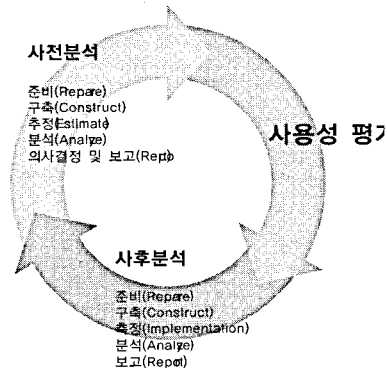 사전분석
준비(Repare)
구축(Construct)
추정(Estimate)
분석(Analyze)
의사결정 및 보고(Repo
사용성 평가
사후분석
준비(Repare)
구축(Construct)
측정(Implementation)
분석(Analyze)
보고(Report)